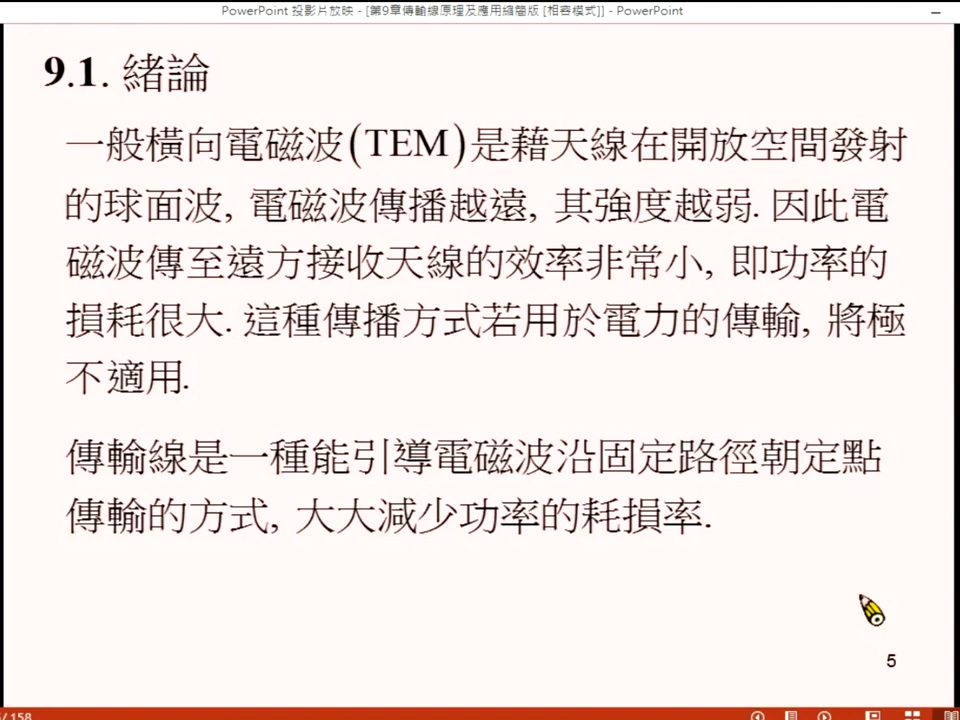 PowerPoint 投影片放映 - [第9章傳輸線原理及應用縮簡版 [相容模式]] - PowerPoint
9.1. 緒論
一般橫向電磁波(TEM)是藉天線在開放空間發射
的球面波, 電磁波傳播越遠, 其強度越弱. 因此電
磁波傳至遠方接收天線的效率非常小, 即功率的
損耗很大. 這種傳播方式若用於電力的傳輸, 將極
不適用.
傳輸線是一種能引導電磁波沿固定路徑朝定點
傳輸的方式, 大大減少功率的耗損率.
5
/ 158